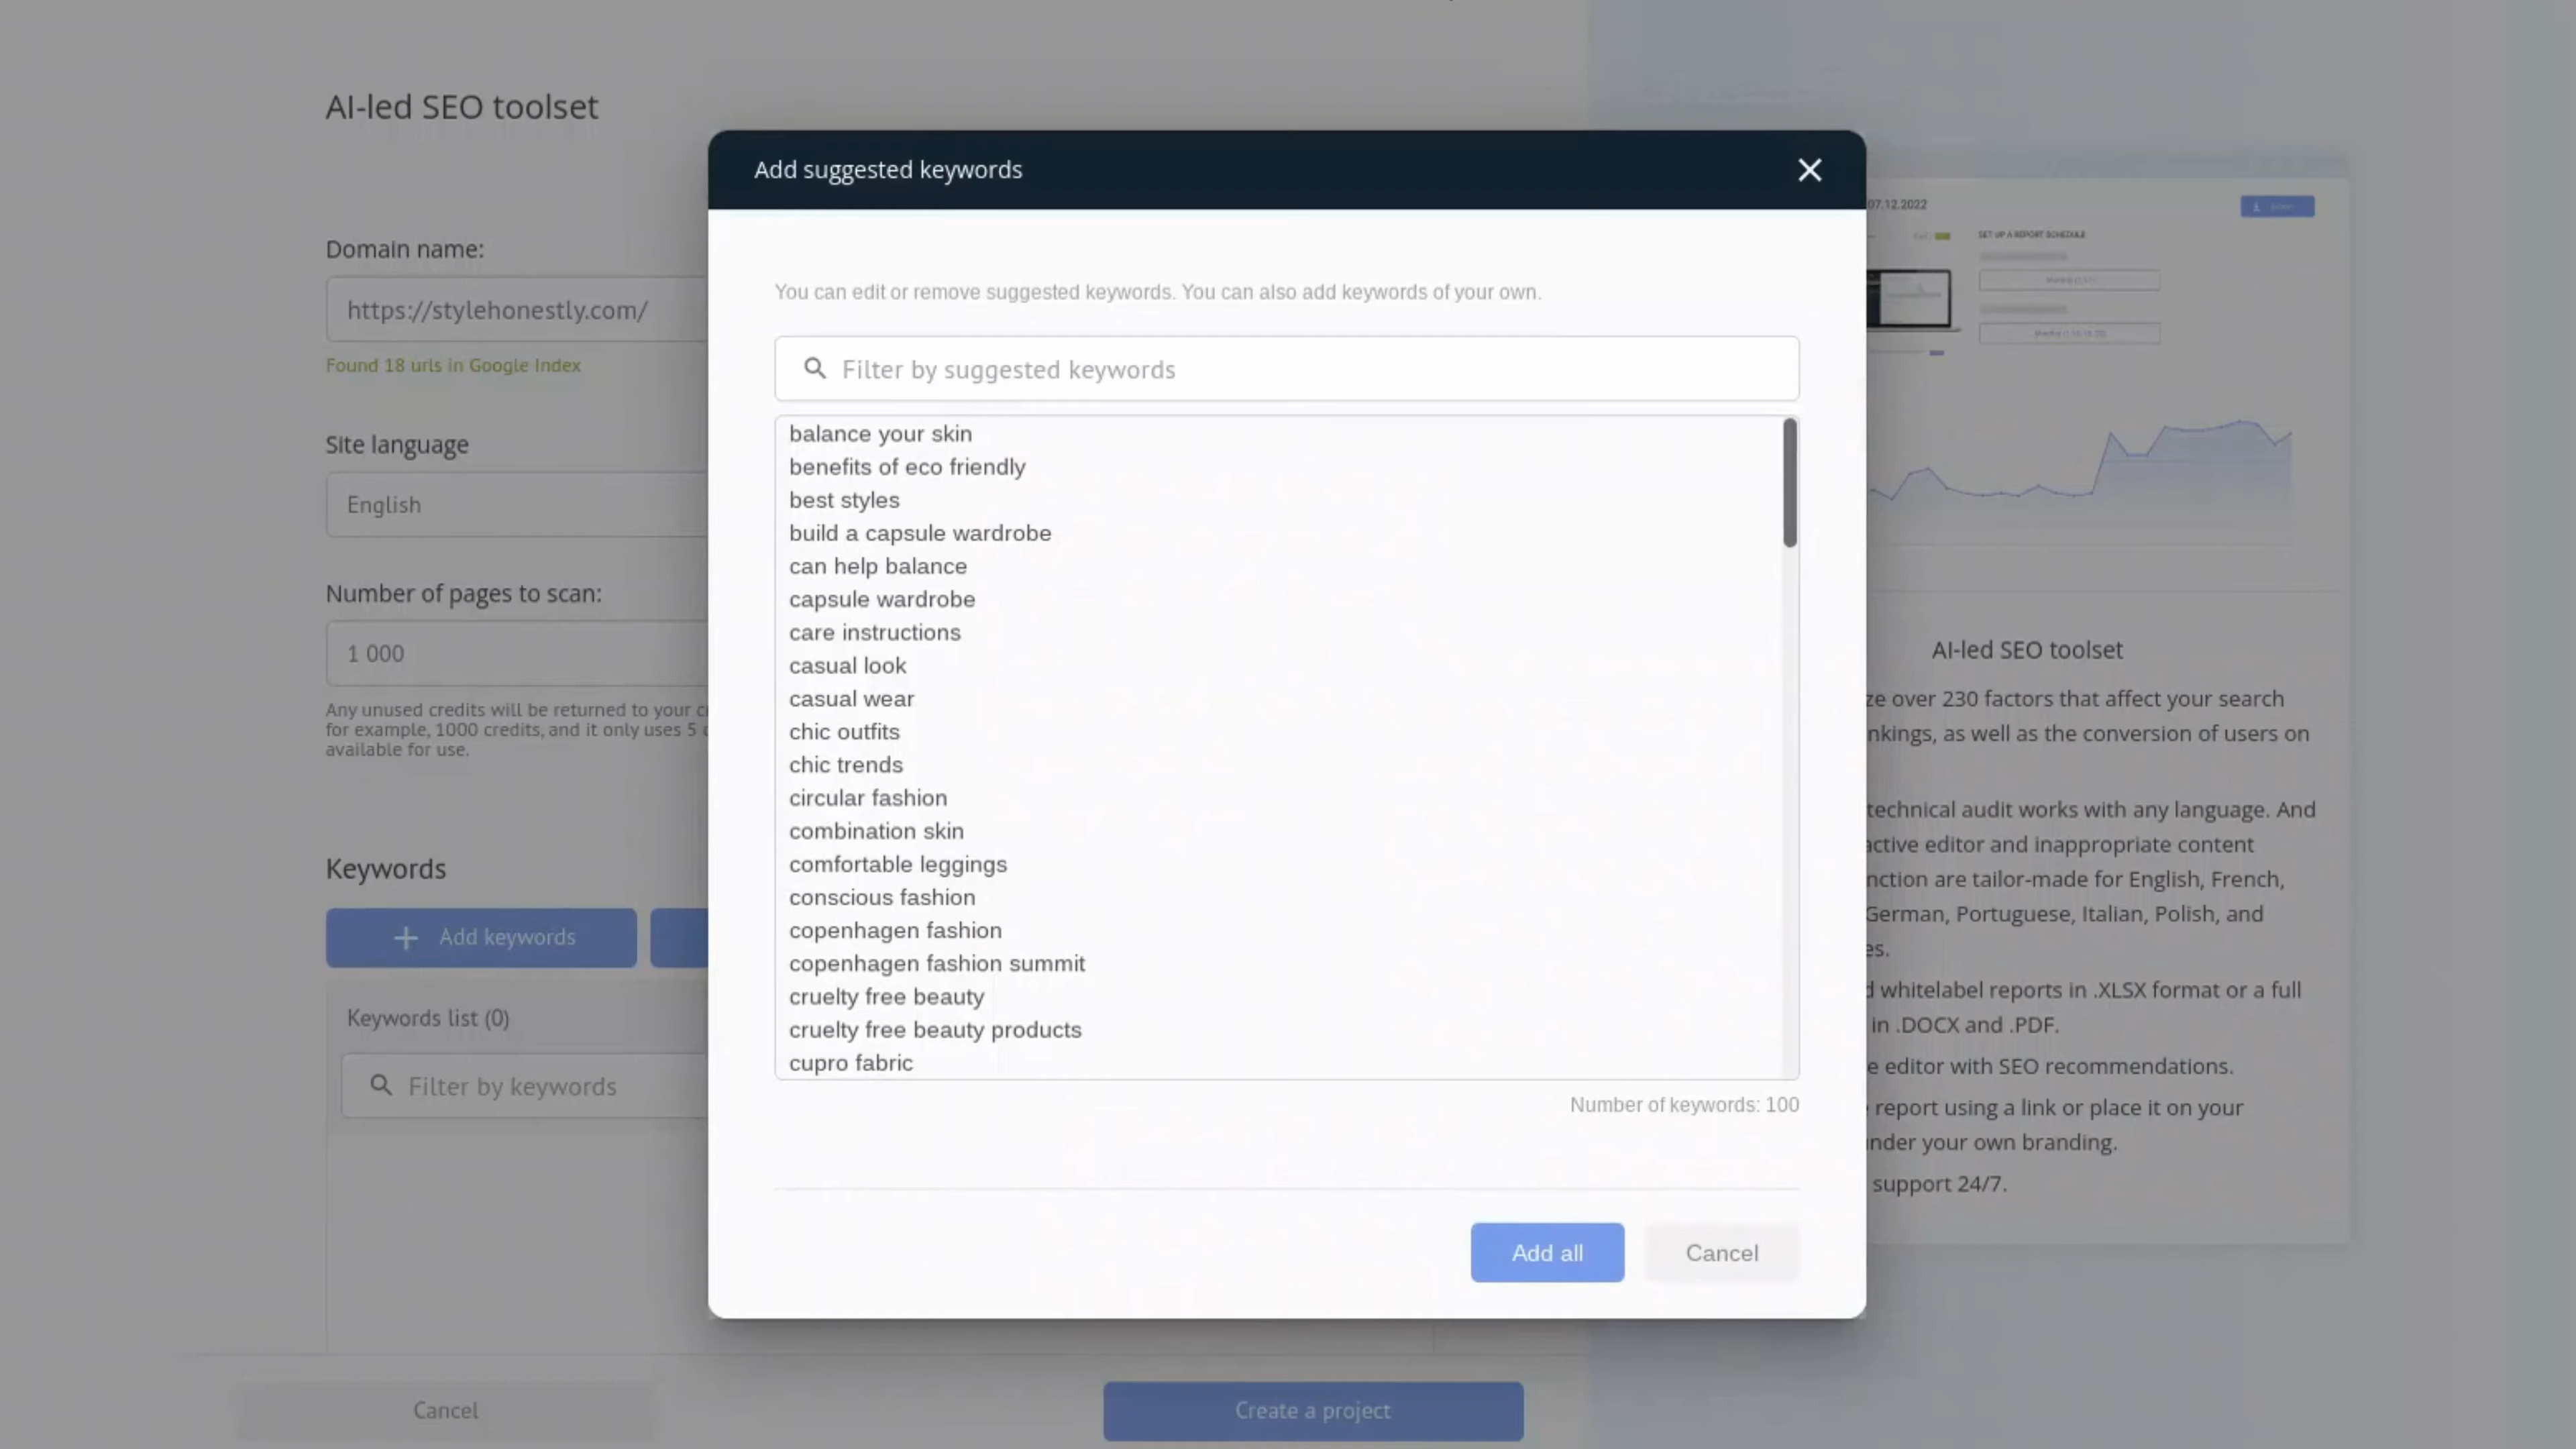 AI-led SEO toolset
Domain name:
https://stylehonestly.com/
Found 18 urls in Google Index
Site language
English
Number of pages to scan:
1 000
Any unused credits will be returned to your
for example, 1000 credits, and it only uses 5
available for use.
Keywords
+ Add keywords
Keywords list (0)
Filter by keywords
Cancel
Create a project
Add suggested keywords
You can edit or remove suggested keywords. You can also add keywords of your own.
Filter by suggested keywords
balance your skin
benefits of eco friendly
best styles
build a capsule wardrobe
can help balance
capsule wardrobe
care instructions
casual look
casual wear
chic outfits
chic trends
circular fashion
combination skin
comfortable leggings
conscious fashion
copenhagen fashion
copenhagen fashion summit
cruelty free beauty
cruelty free beauty products
cupro fabric
Number of keywords: 100
Add all
Cancel
07.12.2022
SET UP A REPORT SCHEDULE
AI-led SEO toolset
ze over 230 factors that affect your search
nkings, as well as the conversion of users on
technical audit works with any language. And
active editor and inappropriate content
nction are tailor-made for English, French,
German, Portuguese, Italian, Polish, and
es.
d whitelabel reports in .XLSX format or a full
in .DOCX and .PDF.
e editor with SEO recommendations.
report using a link or place it on your
nder your own branding.
support 24/7.